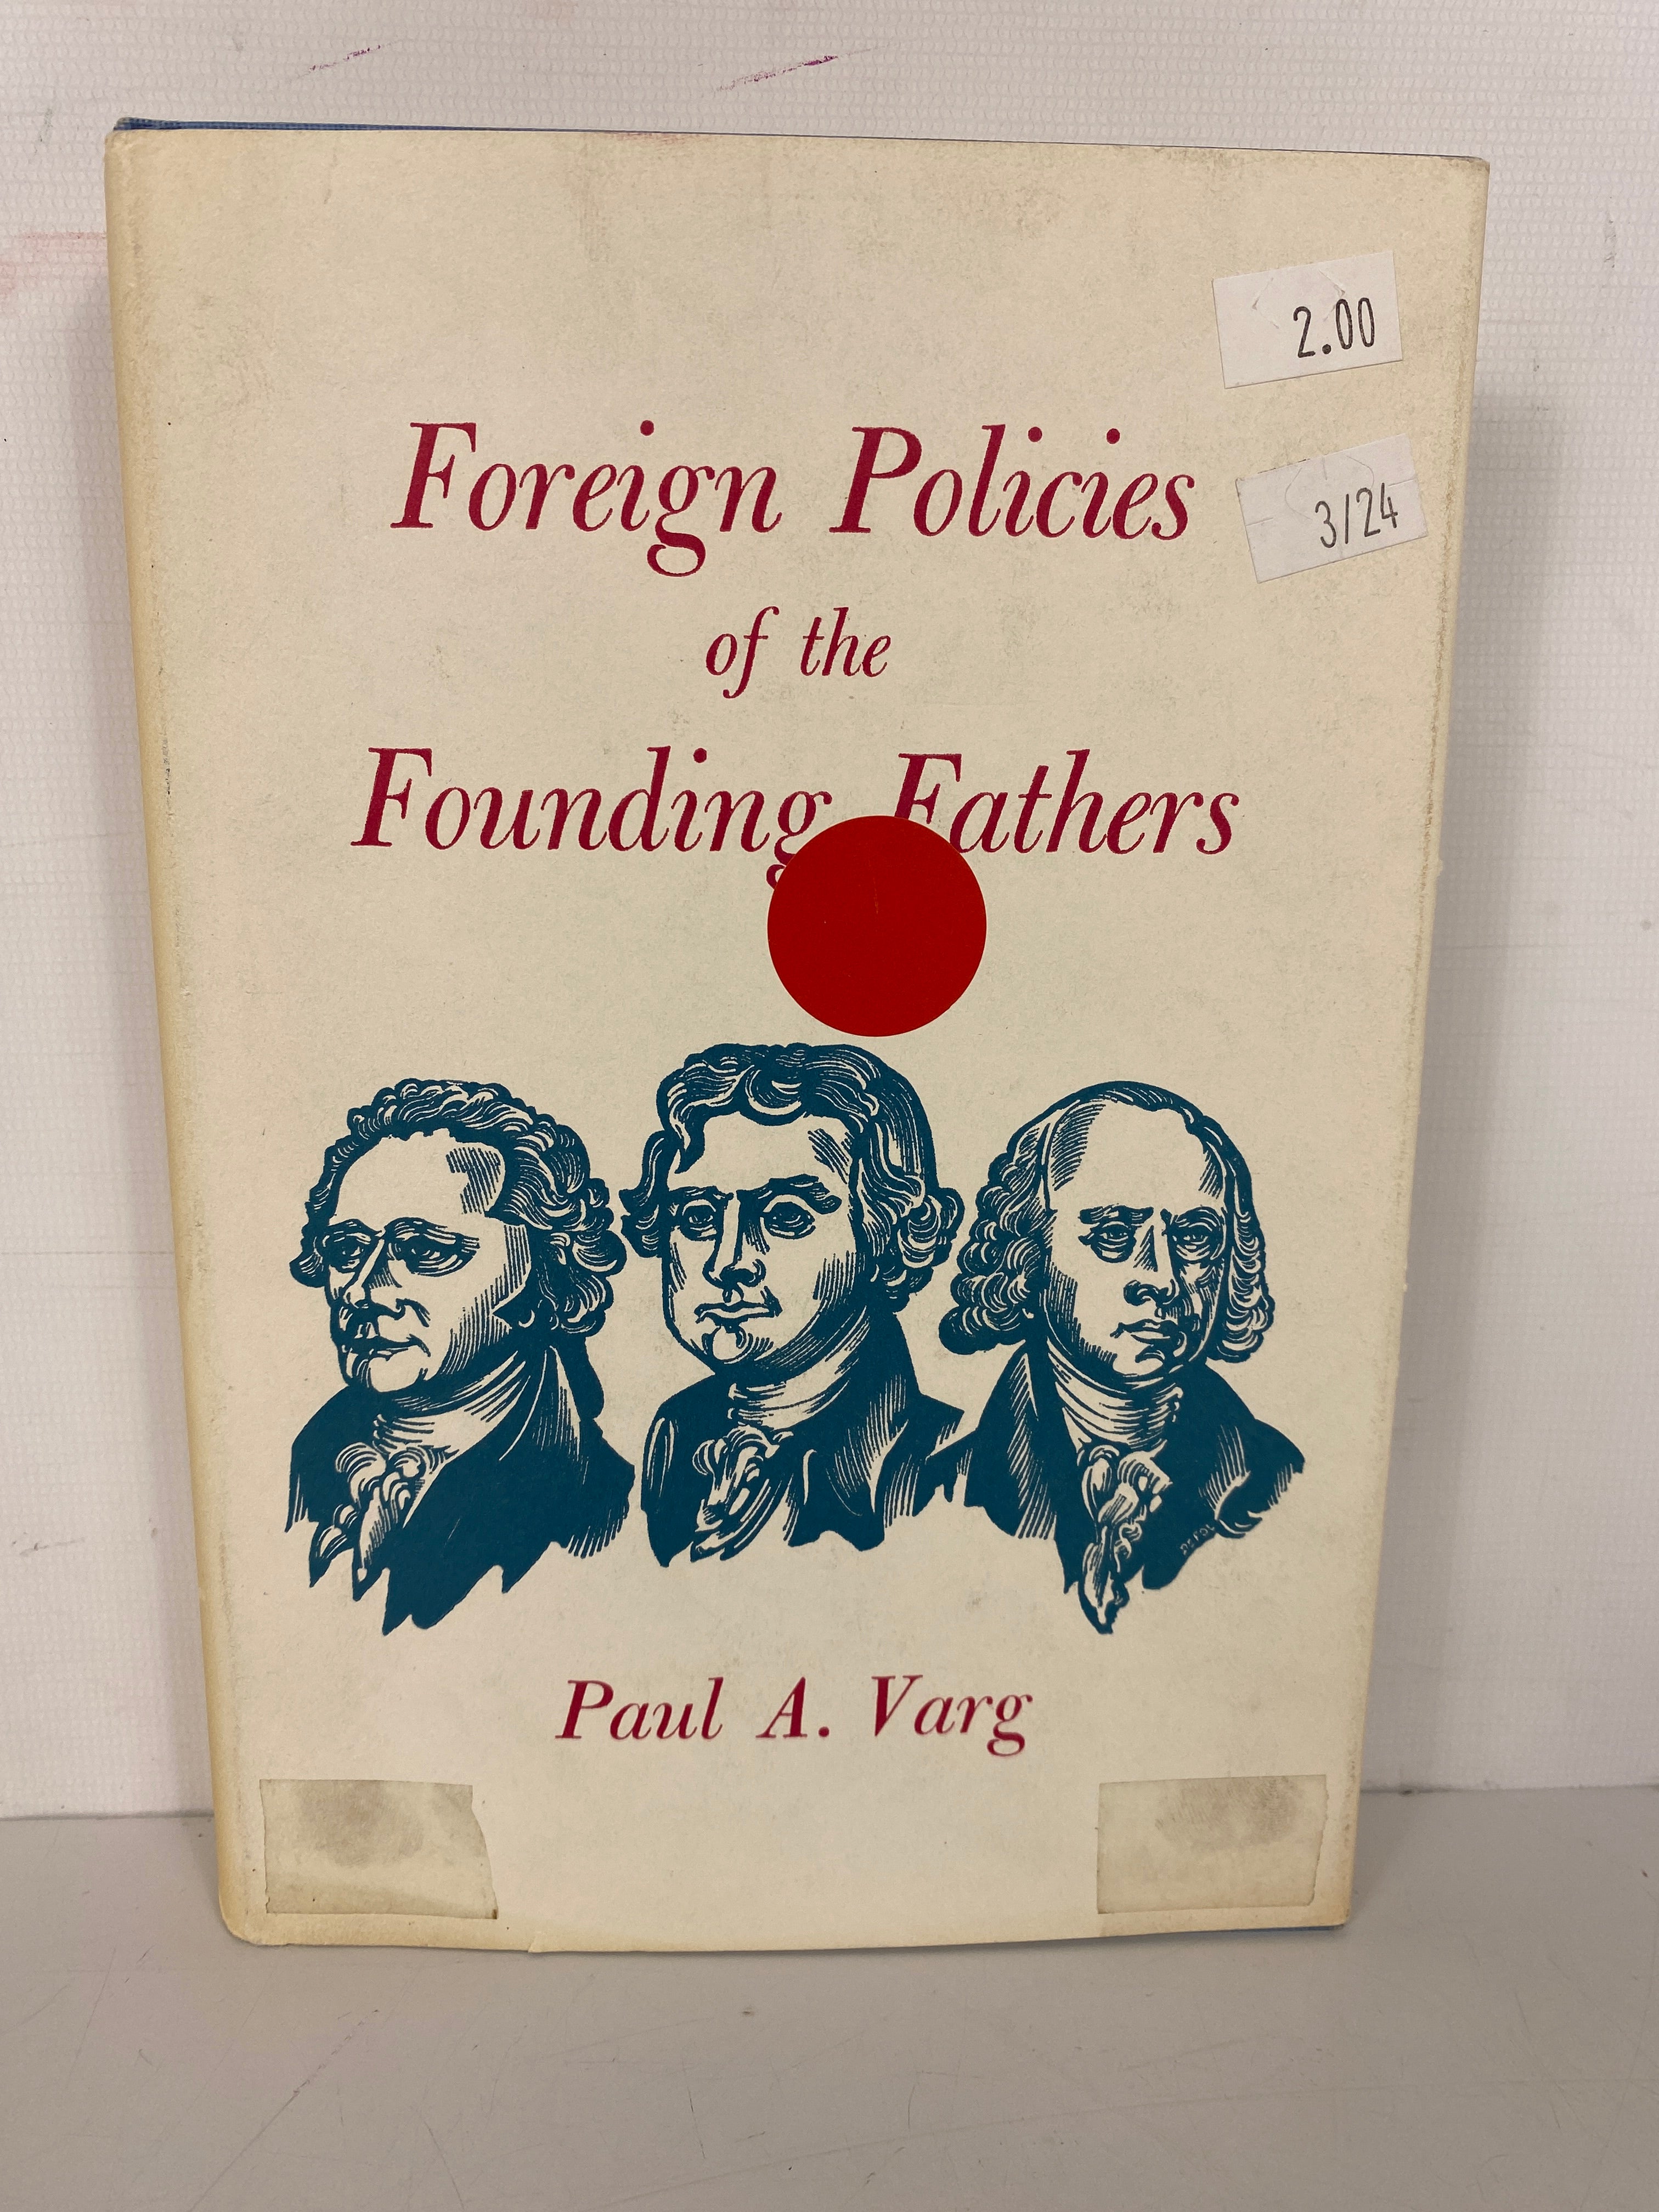 2.00
Foreign Policies
3/24
of the
Founding Fathers
Paul A. Varg